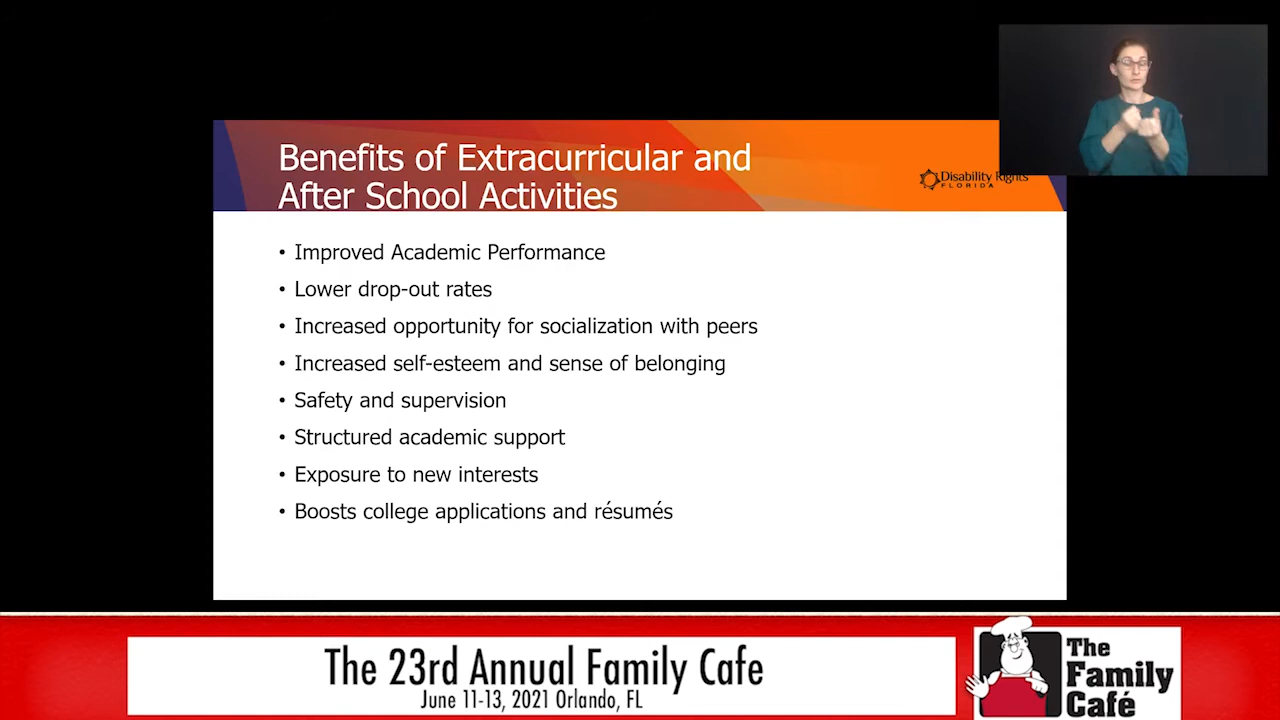 Benefits of Extracurricular and
After School Activities
Disability Rights
FLORIDA
• Improved Academic Performance
• Lower drop-out rates
• Increased opportunity for socialization with peers
• Increased self-esteem and sense of belonging
• Safety and supervision
• Structured academic support
• Exposure to new interests
• Boosts college applications and résumés
The 23rd Annual Family Cafe
June 11-13, 2021 Orlando, FL
The
Family
Café